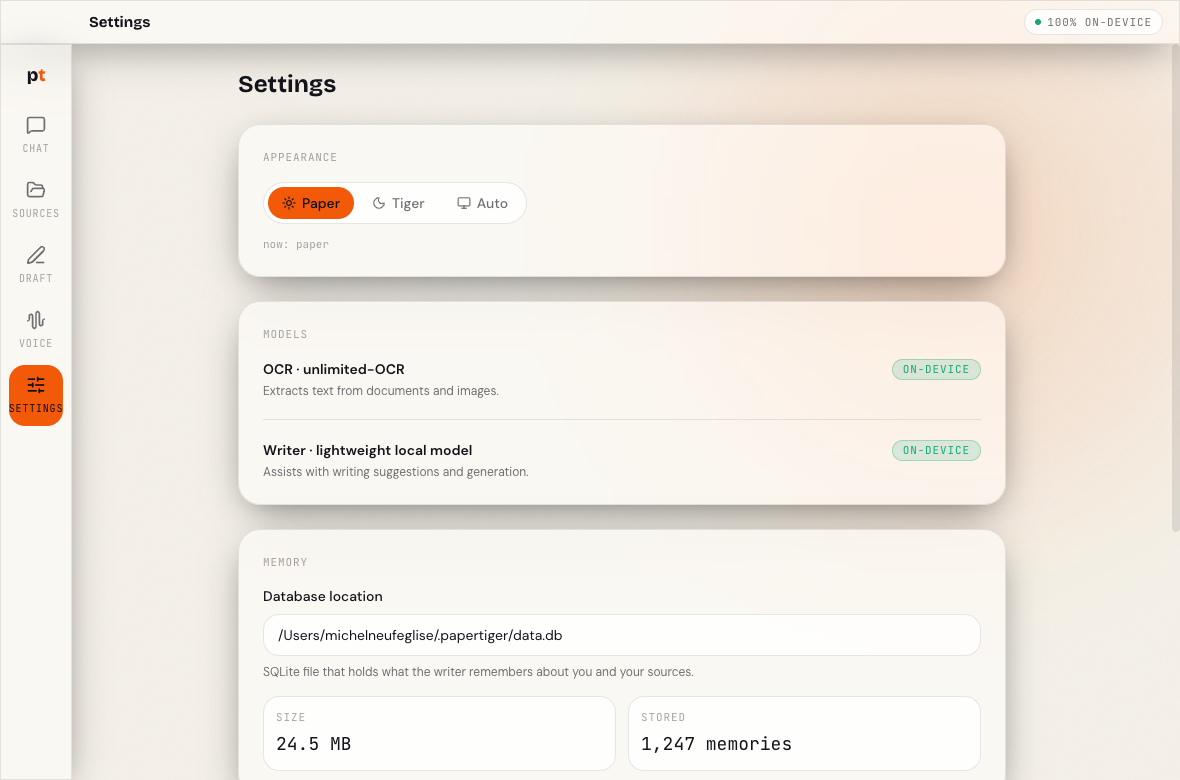 Settings
100% ON-DEVICE
pt
CHAT
SOURCES
DRAFT
VOICE
SETTINGS
Settings
APPEARANCE
Paper
Tiger
Auto
now: paper
MODELS
OCR · unlimited-OCR
ON-DEVICE
Extracts text from documents and images.
Writer · lightweight local model
ON-DEVICE
Assists with writing suggestions and generation.
MEMORY
Database location
/Users/michelneufeglise/.papertiger/data.db
SQLite file that holds what the writer remembers about you and your sources.
SIZE
24.5 MB
STORED
1,247 memories